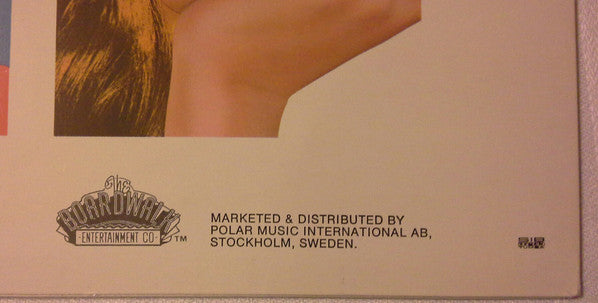 The
BOARDWALK
ENTERTAINMENT CO
TM
MARKETED & DISTRIBUTED BY
POLAR MUSIC INTERNATIONAL AB,
STOCKHOLM, SWEDEN.